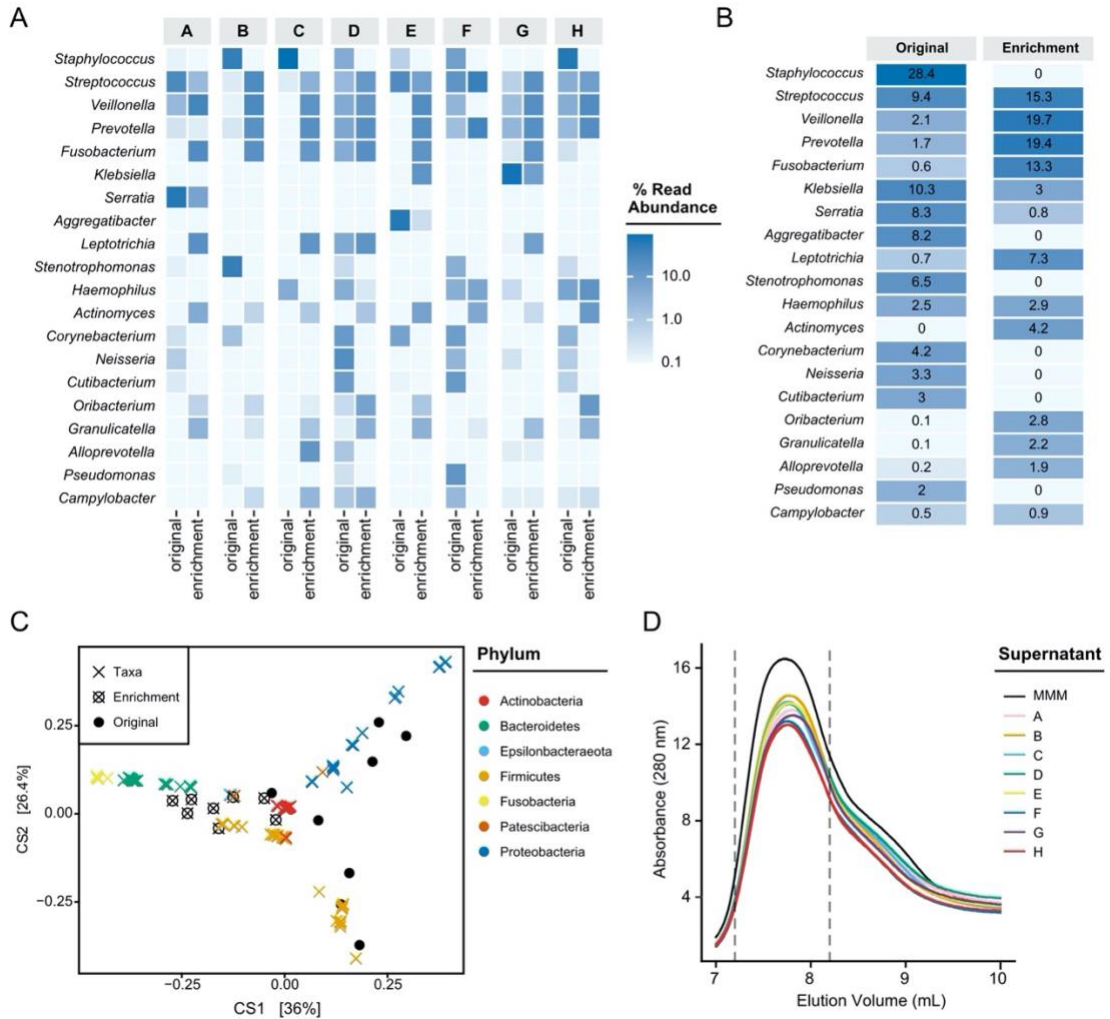 A
A B C D E F G H
Staphylococcus
Streptococcus
Veillonella
Prevotella
Fusobacterium
Klebsiella
Serratia
Aggregatibacter
Leptotrichia
Stenotrophomonas
Haemophilus
Actinomyces
Corynebacterium
Neisseria
Cutibacterium
Oribacterium
Granulicatella
Alloprevotella
Pseudomonas
Campylobacter
original enrichment original enrichment original enrichment original enrichment original enrichment original enrichment original enrichment original enrichment
% Read
Abundance
10.0
1.0
0.1
B
Original Enrichment
Staphylococcus 28.4 0
Streptococcus 9.4 15.3
Veillonella 2.1 19.7
Prevotella 1.7 19.4
Fusobacterium 0.6 13.3
Klebsiella 10.3 3
Serratia 8.3 0.8
Aggregatibacter 8.2 0
Leptotrichia 0.7 7.3
Stenotrophomonas 6.5 0
Haemophilus 2.5 2.9
Actinomyces 0 4.2
Corynebacterium 4.2 0
Neisseria 3.3 0
Cutibacterium 3 0
Oribacterium 0.1 2.8
Granulicatella 0.1 2.2
Alloprevotella 0.2 1.9
Pseudomonas 2 0
Campylobacter 0.5 0.9
C
Taxa
Enrichment
Original
CS2 [26.4%]
0.25
0.00
−0.25
−0.25 0.00 0.25
CS1 [36%]
Phylum
Actinobacteria
Bacteroidetes
Epsilonbacteraeota
Firmicutes
Fusobacteria
Patescibacteria
Proteobacteria
D
Absorbance (280 nm)
16
12
8
4
7 8 9 10
Elution Volume (mL)
Supernatant
MMM
A
B
C
D
E
F
G
H